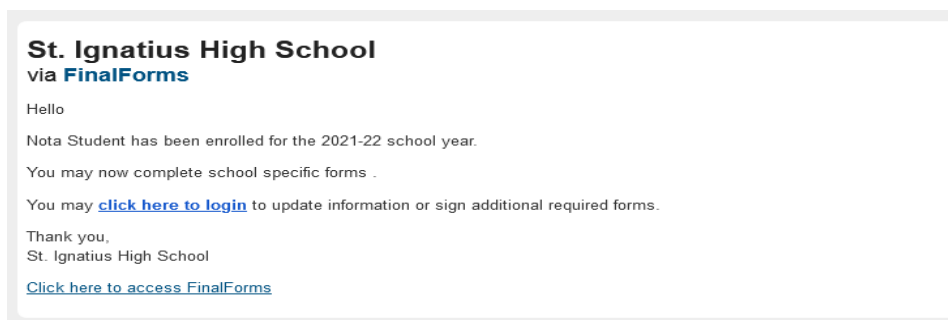 St. Ignatius High School
via FinalForms
Hello
Nota Student has been enrolled for the 2021-22 school year.
You may now complete school specific forms .
You may click here to login to update information or sign additional required forms.
Thank you,
St. Ignatius High School
Click here to access FinalForms